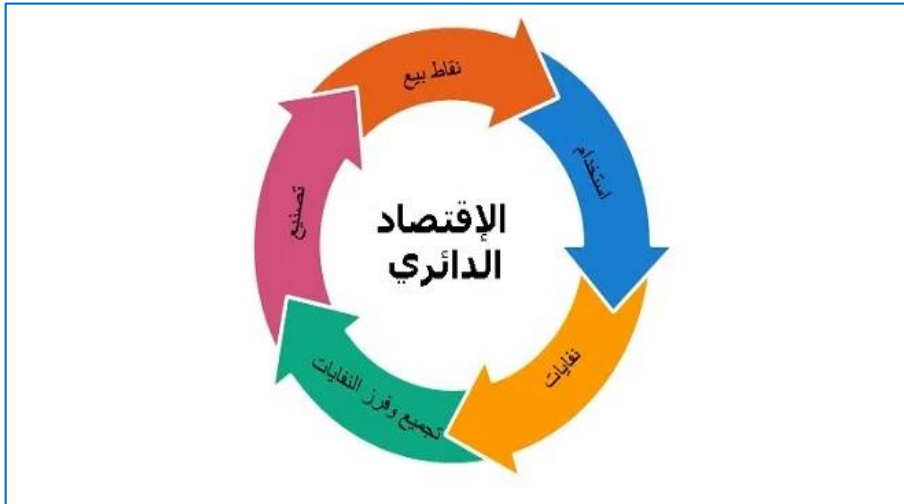 نقاط بيع
استخدام
نفايات
تجميع وفرز النفايات
تصنيع
الإقتصاد
الدائري